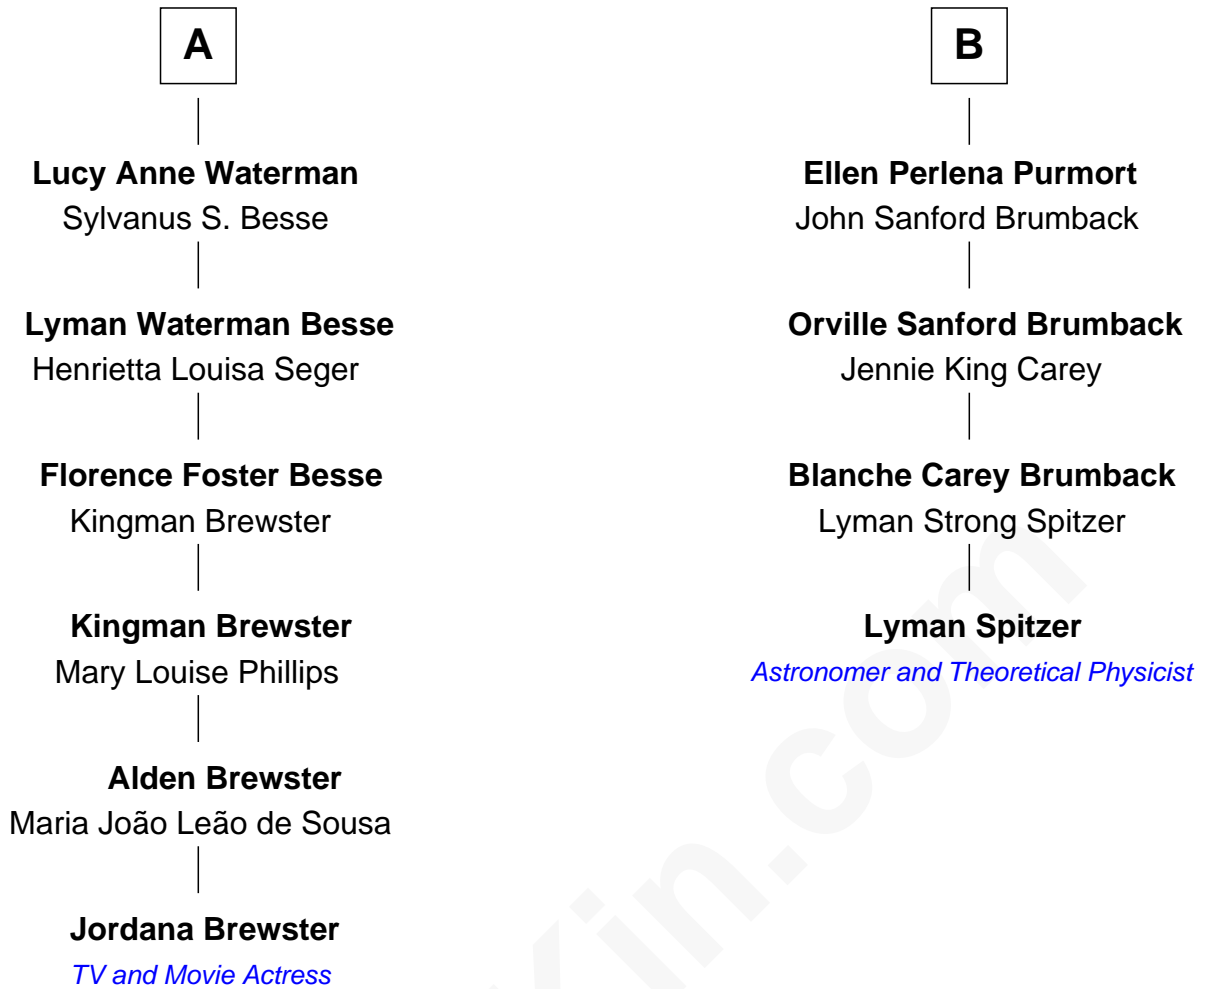 A
Lucy Anne Waterman
Sylvanus S. Besse
Lyman Waterman Besse
Henrietta Louisa Seger
Florence Foster Besse
Kingman Brewster
Kingman Brewster
Mary Louise Phillips
Alden Brewster
Maria João Leão de Sousa
Jordana Brewster
TV and Movie Actress
B
Ellen Perlena Purmort
John Sanford Brumback
Orville Sanford Brumback
Jennie King Carey
Blanche Carey Brumback
Lyman Strong Spitzer
Lyman Spitzer
Astronomer and Theoretical Physicist
Kin.com